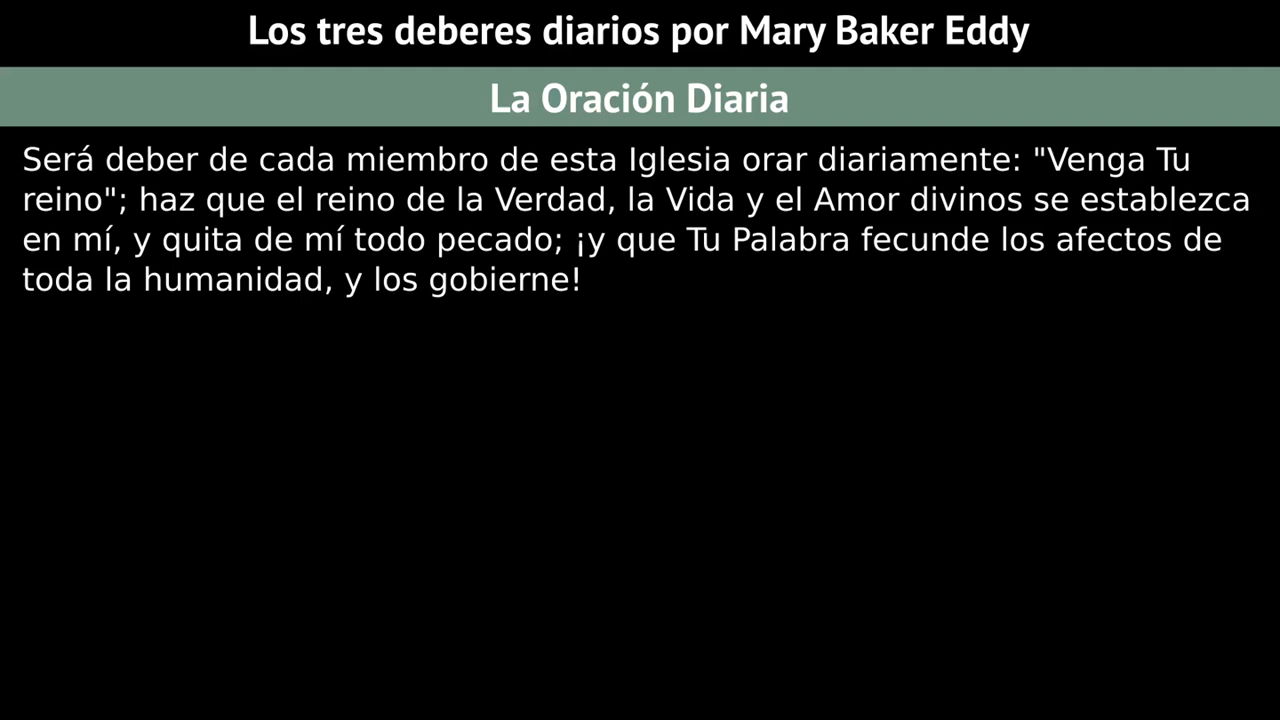 Los tres deberes diarios por Mary Baker Eddy
La Oración Diaria
Será deber de cada miembro de esta Iglesia orar diariamente: "Venga Tu
reino"; haz que el reino de la Verdad, la Vida y el Amor divinos se establezca
en mí, y quita de mí todo pecado; ¡y que Tu Palabra fecunde los afectos de
toda la humanidad, y los gobierne!